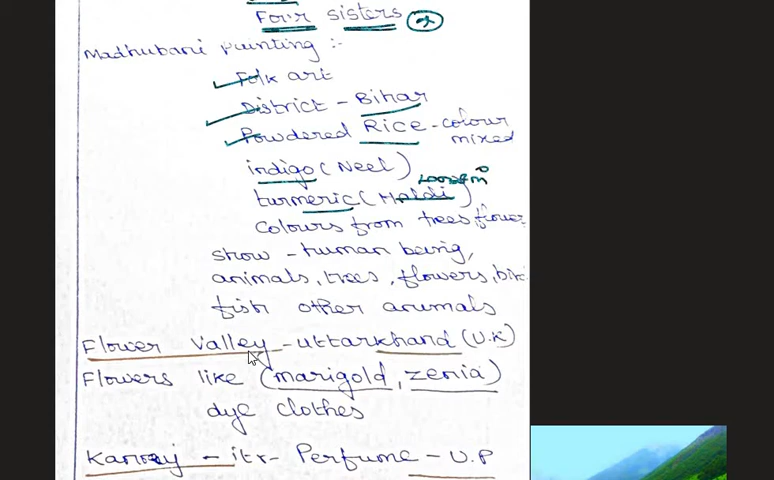 Four sisters 2
Madhubani painting :-
Folk art
District - Bihar
Powdered Rice - colour
mixed
indigo (Neel)
turmeric (Haldi)
colours from trees, flower
show - human being,
animals, trees, flowers,
fish other animals
Flower Valley - uttarkhand (U.K)
Flowers like (marigold, zenia)
dye clothes
- itr - Perfume - U.P